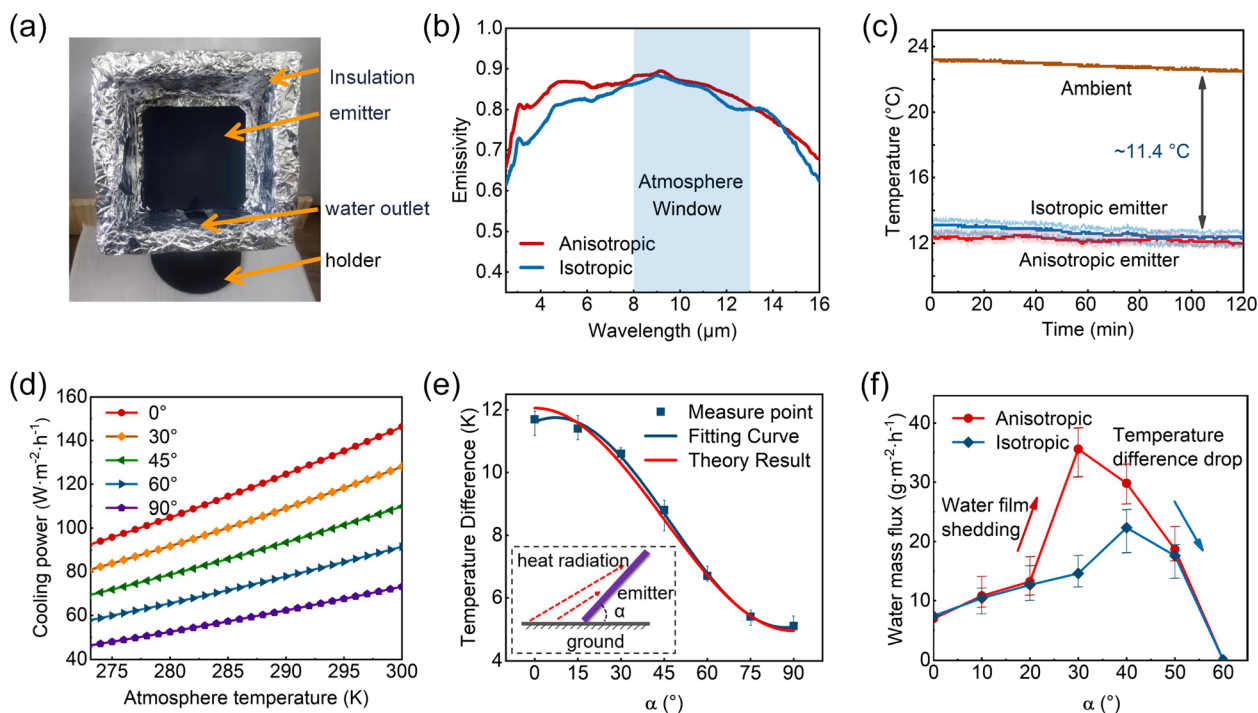 (a)
Insulation
emitter
water outlet
holder
(b)
Emissivity
1.0
0.9
0.8
0.7
0.6
0.5
0.4
Atmosphere
Window
Anisotropic
Isotropic
4 6 8 10 12 14 16
Wavelength (μm)
(c)
Temperature (°C)
24
20
16
12
Ambient
~11.4 °C
Isotropic emitter
Anisotropic emitter
0 20 40 60 80 100 120
Time (min)
(d)
Cooling power (W·m⁻²·h⁻¹)
160
140
120
100
80
60
40
0°
30°
45°
60°
90°
275 280 285 290 295 300
Atmosphere temperature (K)
(e)
Temperature Difference (K)
12
10
8
6
4
Measure point
Fitting Curve
Theory Result
heat radiation
emitter
α
ground
0 15 30 45 60 75 90
α (°)
(f)
Water mass flux (g·m⁻²·h⁻¹)
40
30
20
10
0
Anisotropic
Isotropic
Temperature
difference drop
Water film
shedding
0 10 20 30 40 50 60
α (°)